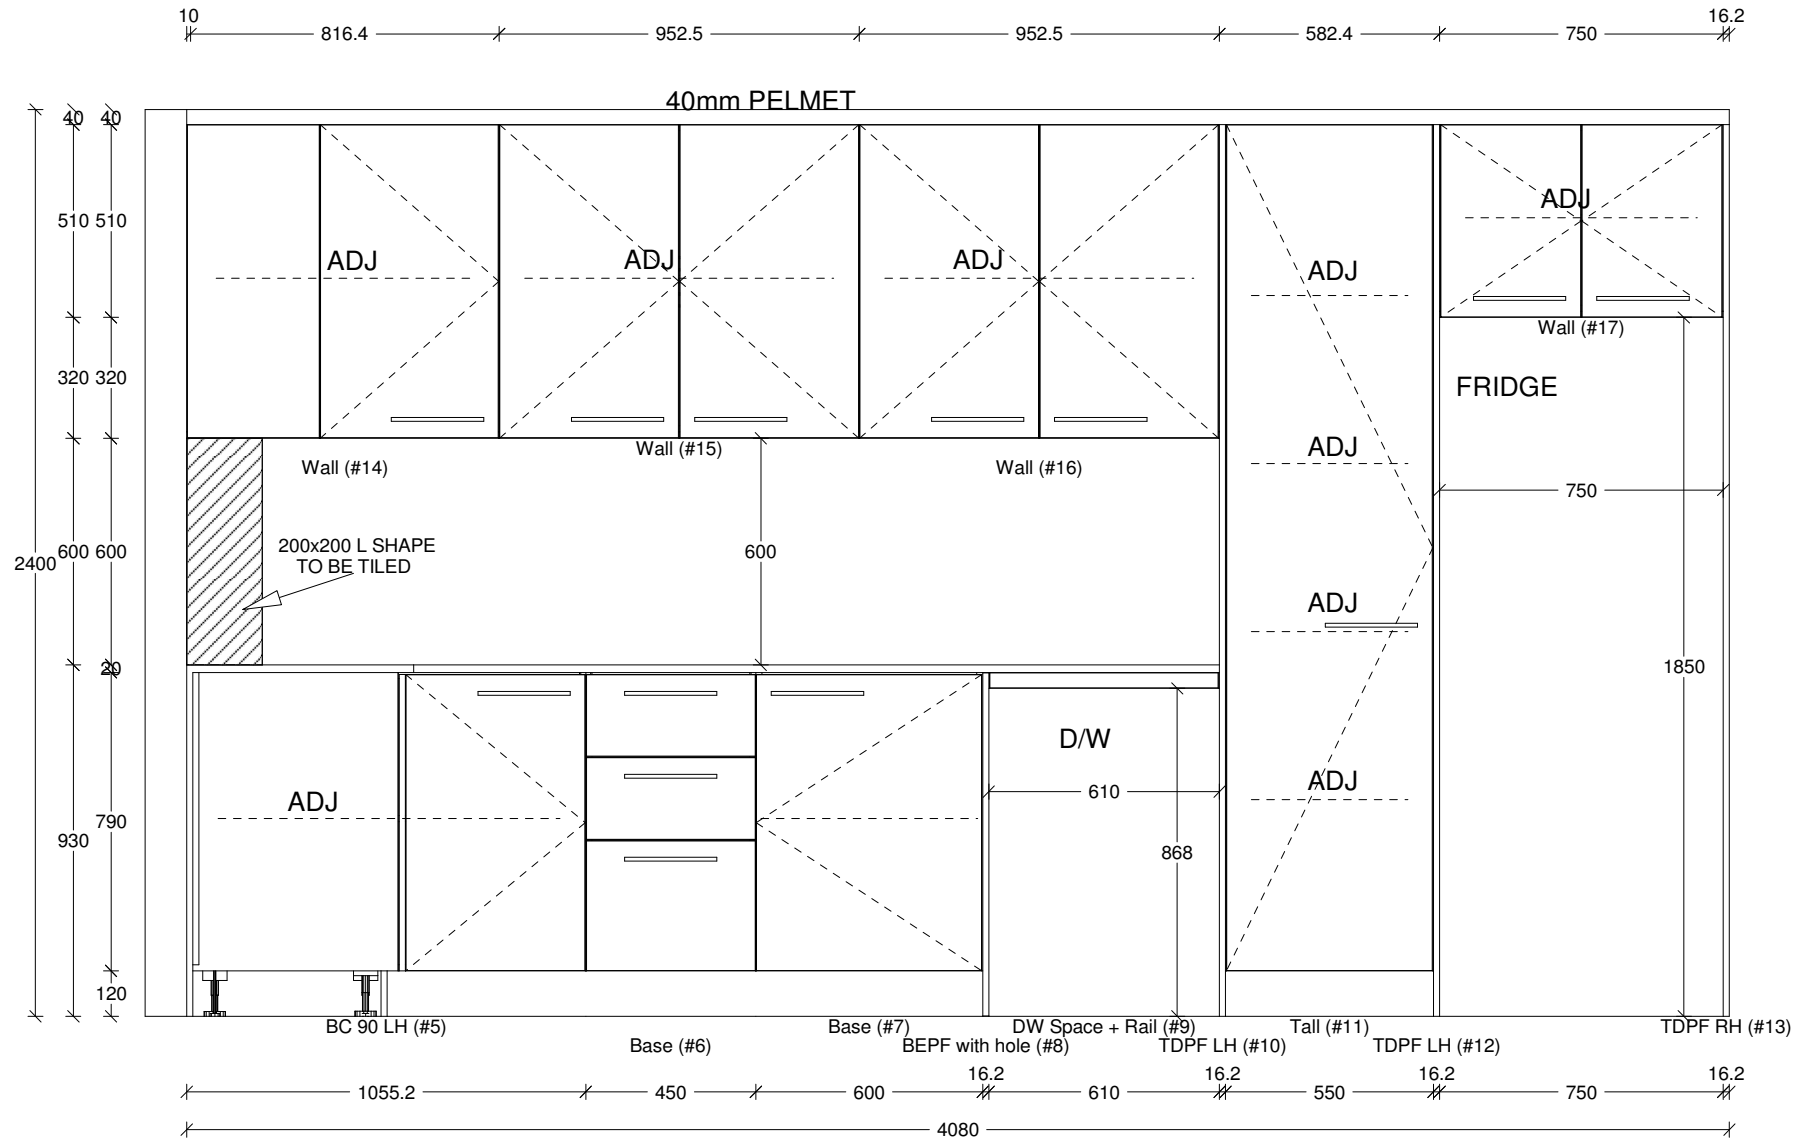 10
16.2
816.4
952.5
952.5
582.4
750
40mm PELMET
40
40
510
510
ADJ
ADJ
ADJ
ADJ
ADJ
Wall (#17)
320
320
FRIDGE
Wall (#14)
Wall (#15)
Wall (#16)
ADJ
750
200x200 L SHAPE
TO BE TILED
2400
600
600
600
ADJ
20
1850
D/W
ADJ
ADJ
610
790
930
868
120
BC 90 LH (#5)
Base (#7)
DW Space + Rail (#9)
Tall (#11)
TDPF RH (#13)
Base (#6)
BEPF with hole (#8)
TDPF LH (#10)
TDPF LH (#12)
16.2
16.2
16.2
16.2
1055.2
450
600
610
550
750
4080